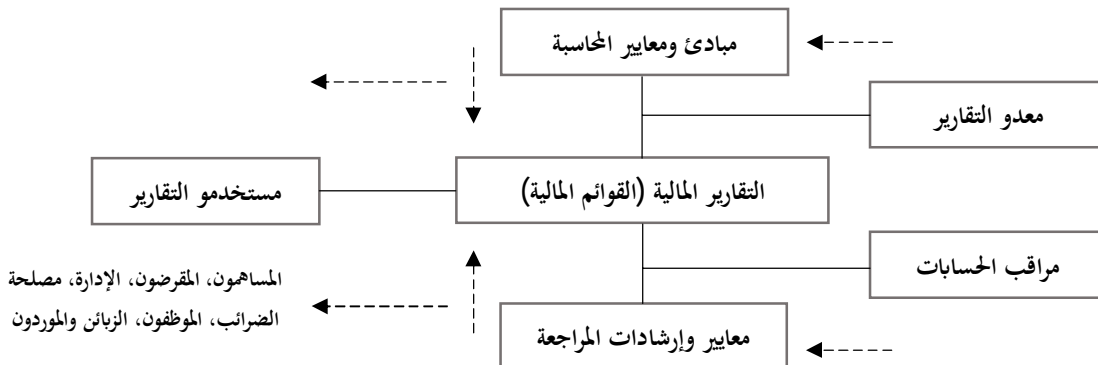 مبادئ ومعايير المحاسبة
معدو التقارير
التقارير المالية (القوائم المالية)
مستخدمو التقارير
مراقب الحسابات
المساهمون، المقرضون، الإدارة، مصلحة
الضرائب، الموظفون، الزبائن والموردون
معايير وإرشادات المراجعة